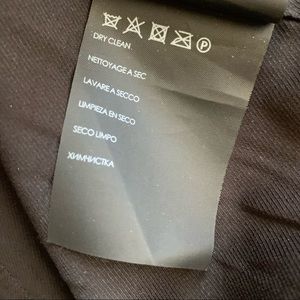 P
DRY CLEAN
NETTOYAGE A SEC
LAVARE A SECCO
LIMPIEZA EN SECO
SECO LIMPO
ХИМЧИСТКА